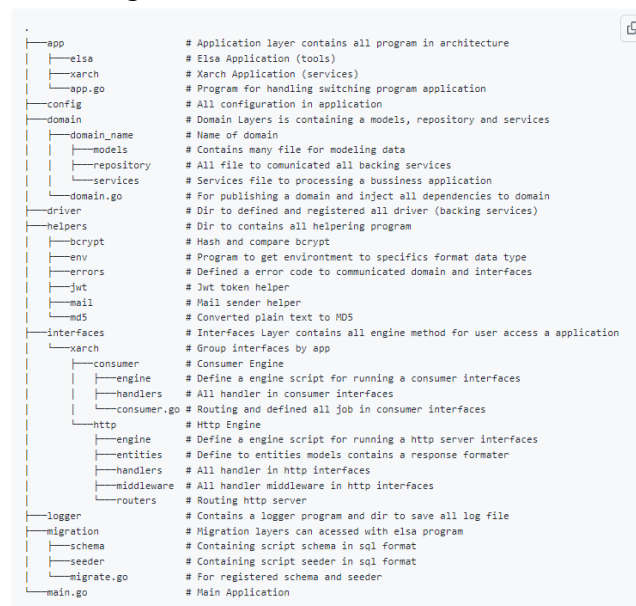 .
├──app # Application layer contains all program in architecture
│ ├──elsa # Elsa Application (tools)
│ ├──xarch # Xarch Application (services)
│ └──app.go # Program for handling switching program application
├──config # All configuration in application
├──domain # Domain Layers is containing a models, repository and services
│ ├──domain_name # Name of domain
│ │ ├──models # Contains many file for modeling data
│ │ ├──repository # All file to comunicated all backing services
│ │ └──services # Services file to processing a bussiness application
│ └──domain.go # For publishing a domain and inject all dependencies to domain
├──driver # Dir to defined and registered all driver (backing services)
├──helpers # Dir to contains all helpering program
│ ├──bcrypt # Hash and compare bcrypt
│ ├──env # Program to get environtment to specifics format data type
│ ├──errors # Defined a error code to communicated domain and interfaces
│ ├──jwt # Jwt token helper
│ ├──mail # Mail sender helper
│ └──md5 # Converted plain text to MD5
├──interfaces # Interfaces Layer contains all engine method for user access a application
│ └──xarch # Group interfaces by app
│ ├──consumer # Consumer Engine
│ │ ├──engine # Define a engine script for running a consumer interfaces
│ │ ├──handlers # All handler in consumer interfaces
│ │ └──consumer.go # Routing and defined all job in consumer interfaces
│ └──http # Http Engine
│ ├──engine # Define a engine script for running a http server interfaces
│ ├──entities # Define to entities models contains a response formater
│ ├──handlers # All handler in http interfaces
│ ├──middleware # All handler middleware in http interfaces
│ └──routers # Routing http server
├──logger # Contains a logger program and dir to save all log file
├──migration # Migration layers can acessed with elsa program
│ ├──schema # Containing script schema in sql format
│ ├──seeder # Containing script seeder in sql format
│ └──migrate.go # For registered schema and seeder
└──main.go # Main Application